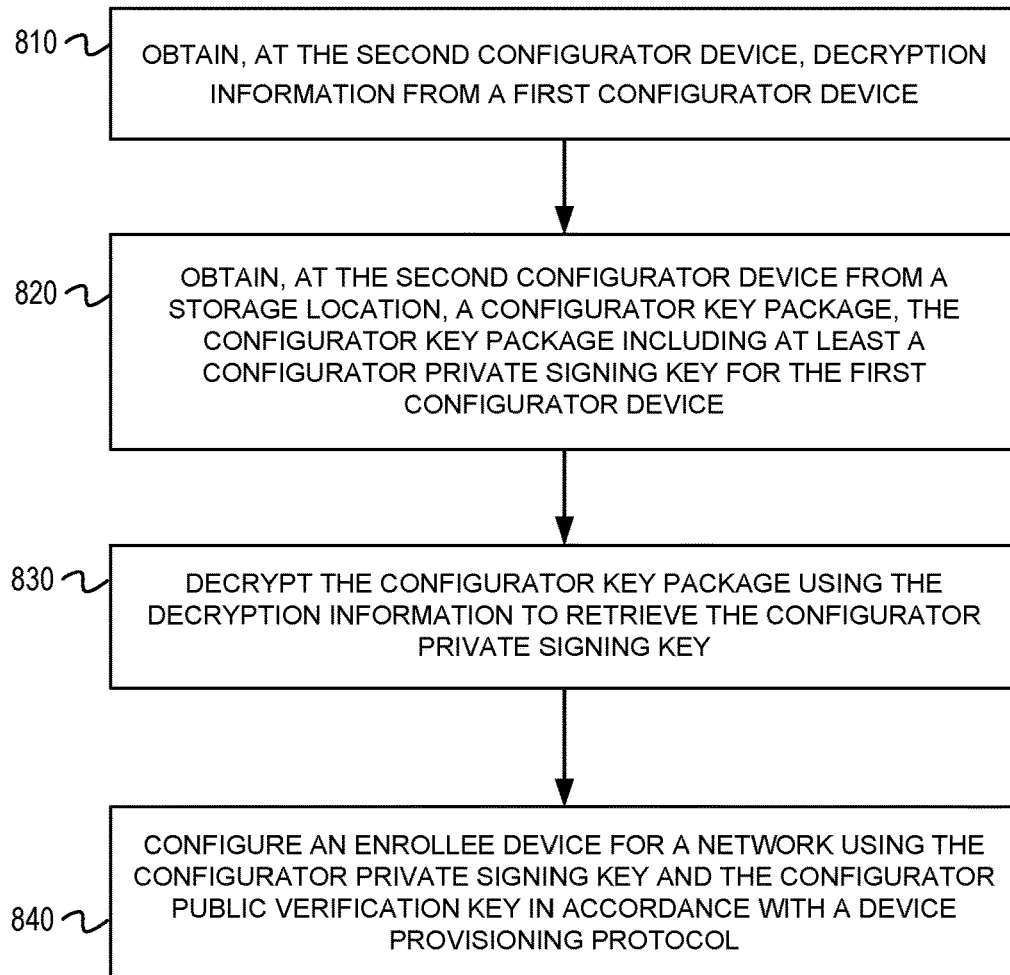 810
OBTAIN, AT THE SECOND CONFIGURATOR DEVICE, DECRYPTION
INFORMATION FROM A FIRST CONFIGURATOR DEVICE
820
OBTAIN, AT THE SECOND CONFIGURATOR DEVICE FROM A
STORAGE LOCATION, A CONFIGURATOR KEY PACKAGE, THE
CONFIGURATOR KEY PACKAGE INCLUDING AT LEAST A
CONFIGURATOR PRIVATE SIGNING KEY FOR THE FIRST
CONFIGURATOR DEVICE
830
DECRYPT THE CONFIGURATOR KEY PACKAGE USING THE
DECRYPTION INFORMATION TO RETRIEVE THE CONFIGURATOR
PRIVATE SIGNING KEY
840
CONFIGURE AN ENROLLEE DEVICE FOR A NETWORK USING THE
CONFIGURATOR PRIVATE SIGNING KEY AND THE CONFIGURATOR
PUBLIC VERIFICATION KEY IN ACCORDANCE WITH A DEVICE
PROVISIONING PROTOCOL